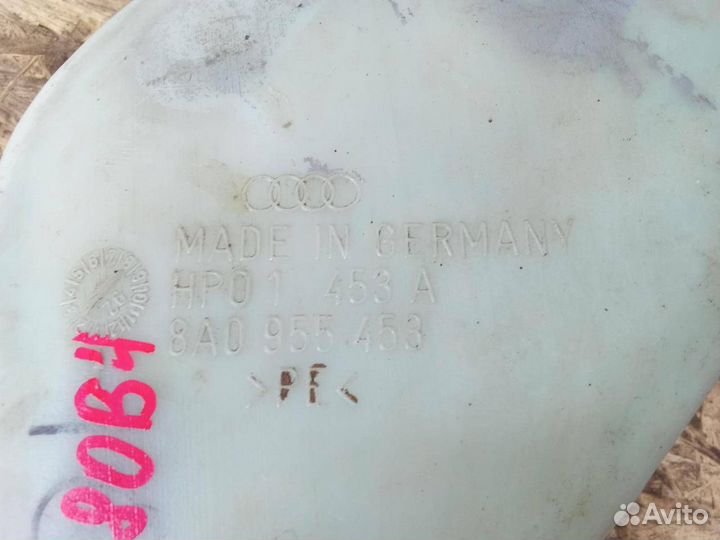 MADE IN GERMANY
HP01 453 A
8A0 955 453
>PE<
80B4
Avito